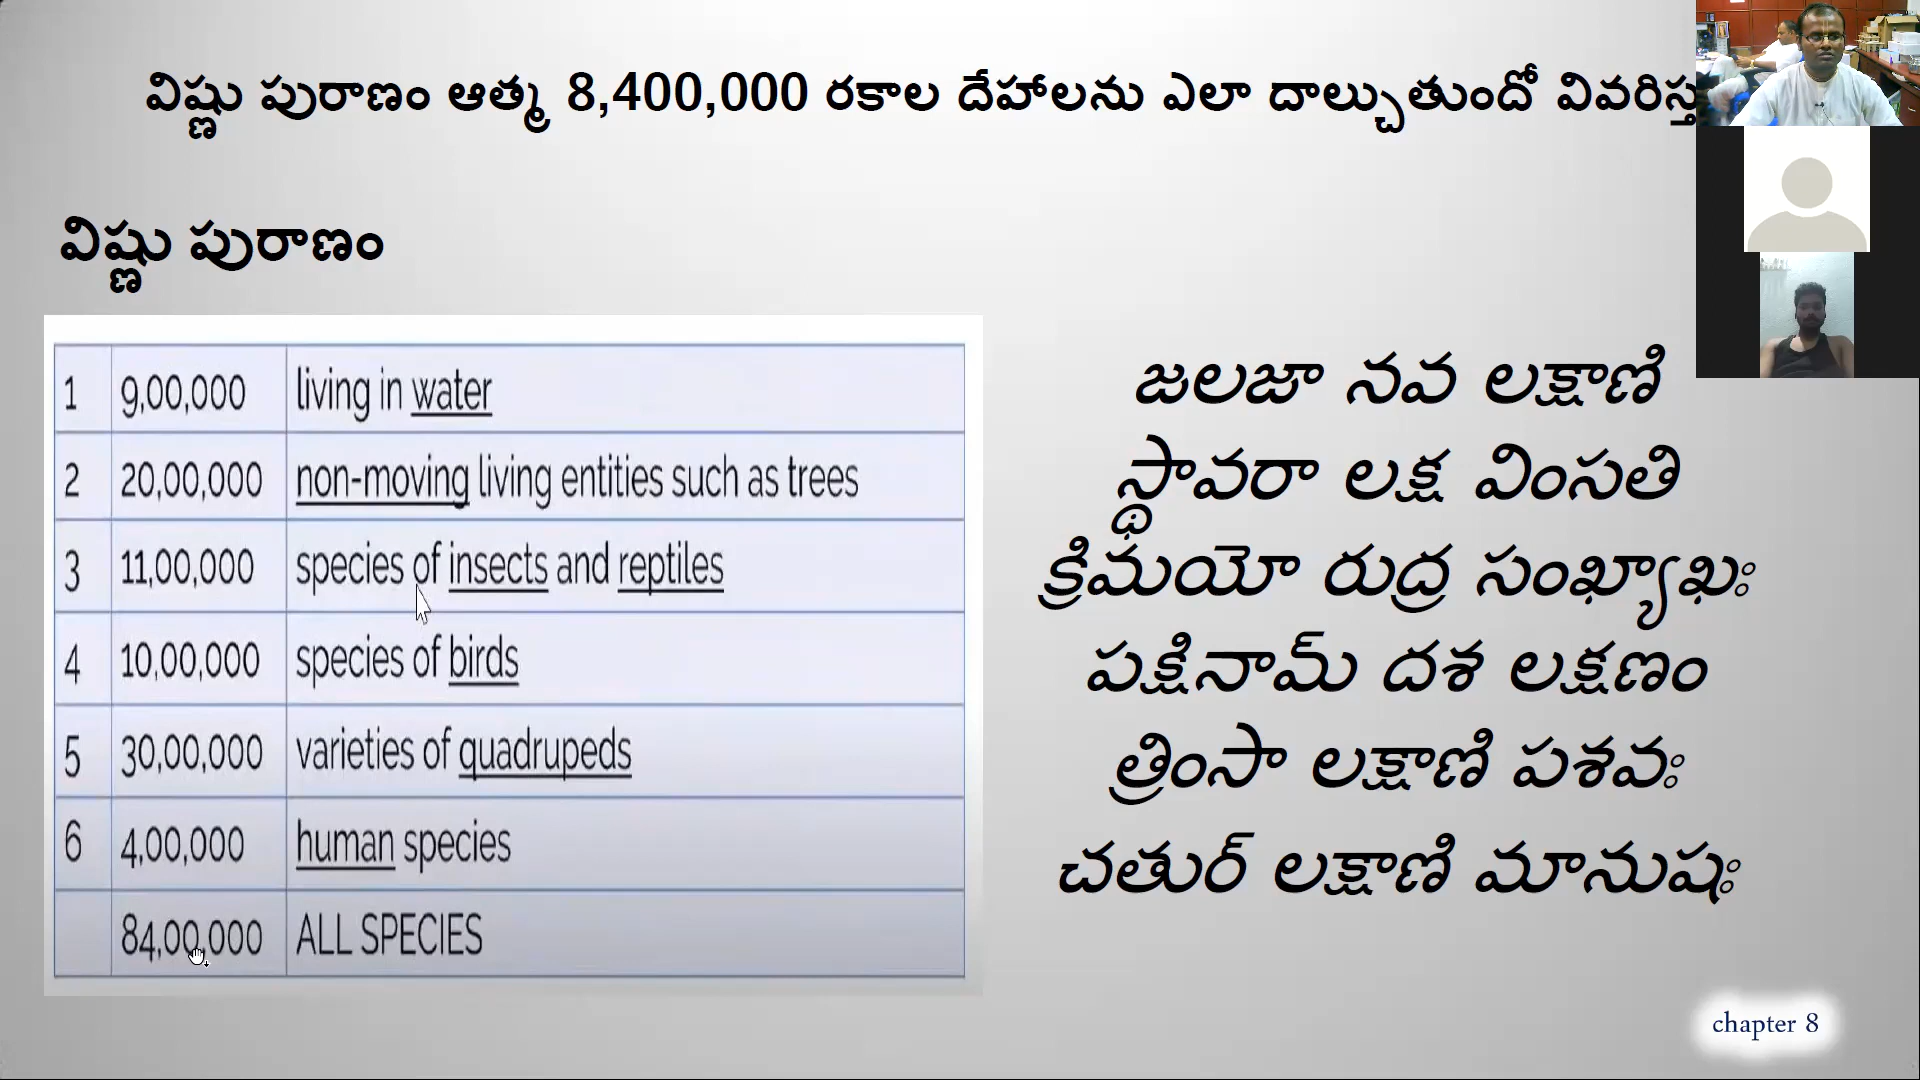 విష్ణు పురాణం ఆత్మ 8,400,000 రకాల దేహాలను ఎలా దాల్చుతుందో
విష్ణు పురాణం
1 9,00,000 living in water
2 20,00,000 non-moving living entities such as trees
3 11,00,000 species of insects and reptiles
4 10,00,000 species of birds
5 30,00,000 varieties of quadrupeds
6 4,00,000 human species
84,00,000 ALL SPECIES
జలజా నవ లక్షాణి
స్థావరా లక్ష వింసతి
క్రిమయో రుద్ర సంఖ్యాఖః
పక్షినామ్ దశ లక్షణం
త్రింసా లక్షాణి పశవః
చతుర్ లక్షాణి మానుషః
chapter 8